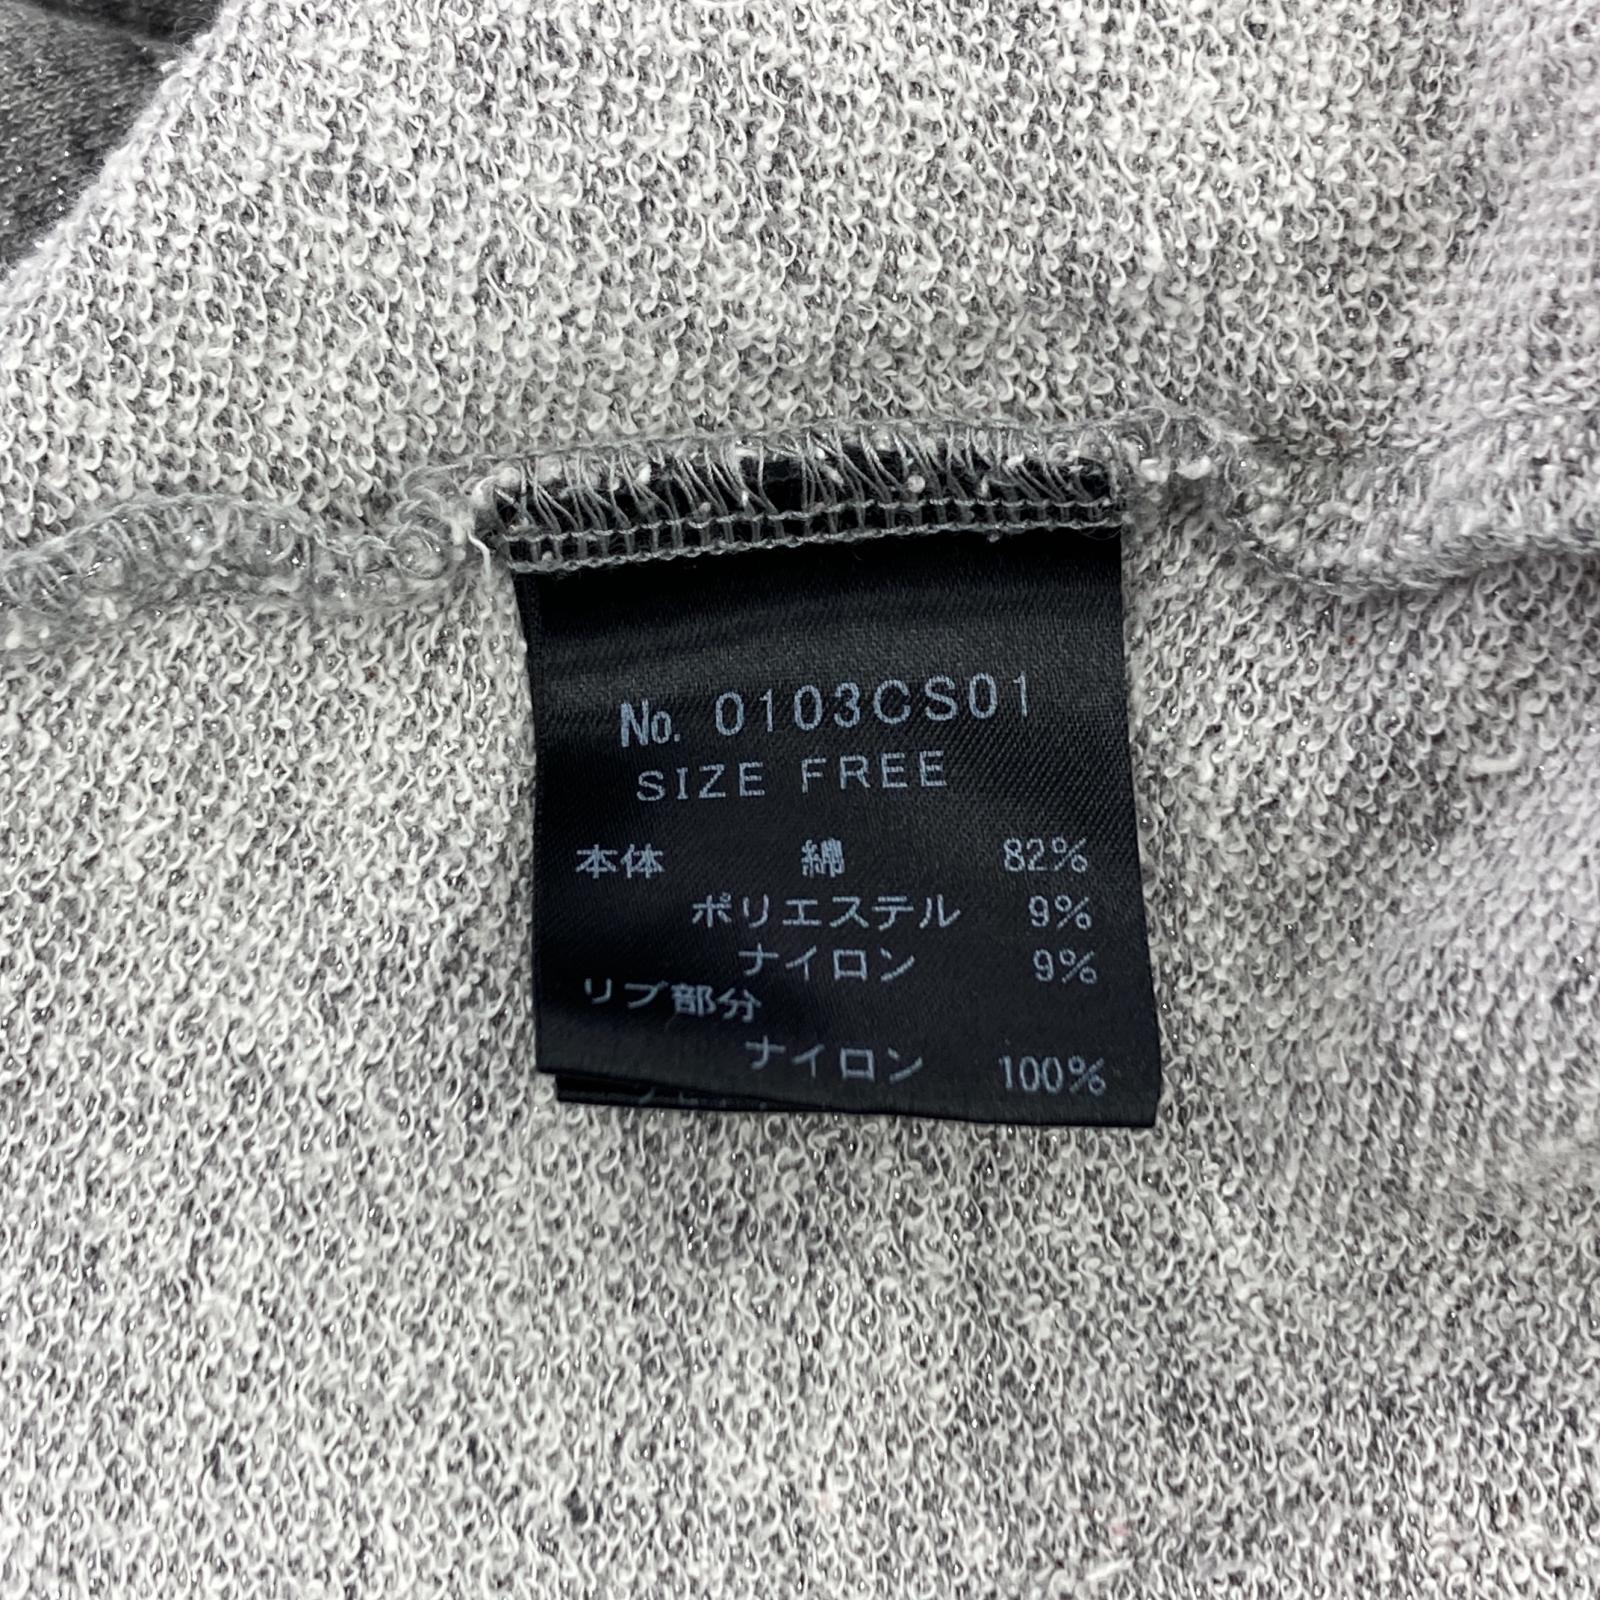 No. 0103CS01
SIZE FREE
本体 綿 82%
ポリエステル 9%
ナイロン 9%
リブ部分
ナイロン 100%